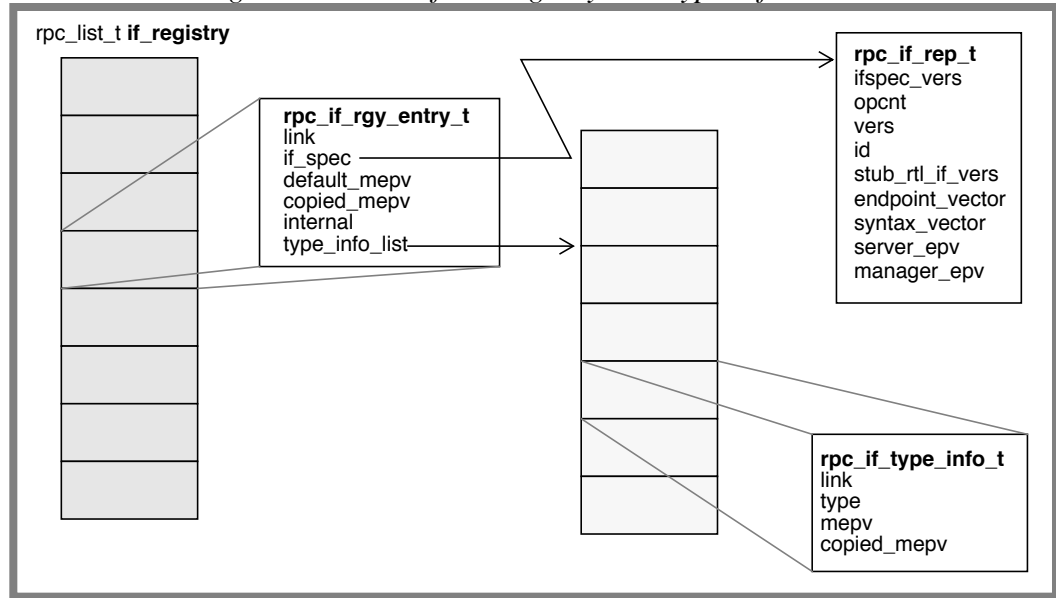 rpc_list_t if_registry
rpc_if_rgy_entry_t
link
if_spec
default_mepv
copied_mepv
internal
type_info_list
rpc_if_rep_t
ifspec_vers
opcnt
vers
id
stub_rtl_if_vers
endpoint_vector
syntax_vector
server_epv
manager_epv
rpc_if_type_info_t
link
type
mepv
copied_mepv